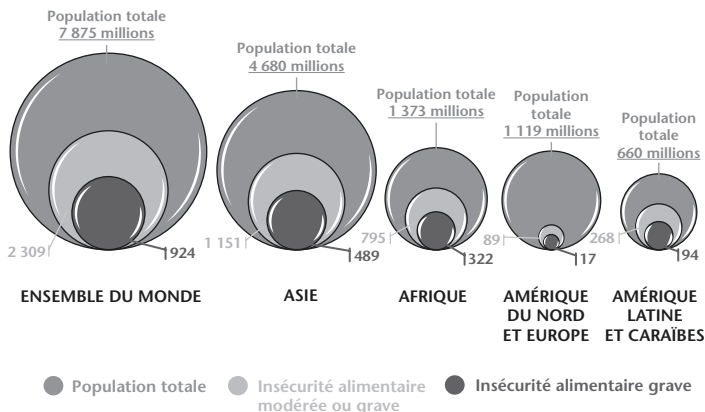 Population totale
7 875 millions
Population totale
4 680 millions
Population totale
1 373 millions
Population
totale
1 119 millions
Population
totale
660 millions
2 309
924
1 151
489
795
322
89
17
268
94
ENSEMBLE DU MONDE
ASIE
AFRIQUE
AMÉRIQUE
DU NORD
ET EUROPE
AMÉRIQUE
LATINE
ET CARAÏBES
Population totale
Insécurité alimentaire
modérée ou grave
Insécurité alimentaire grave